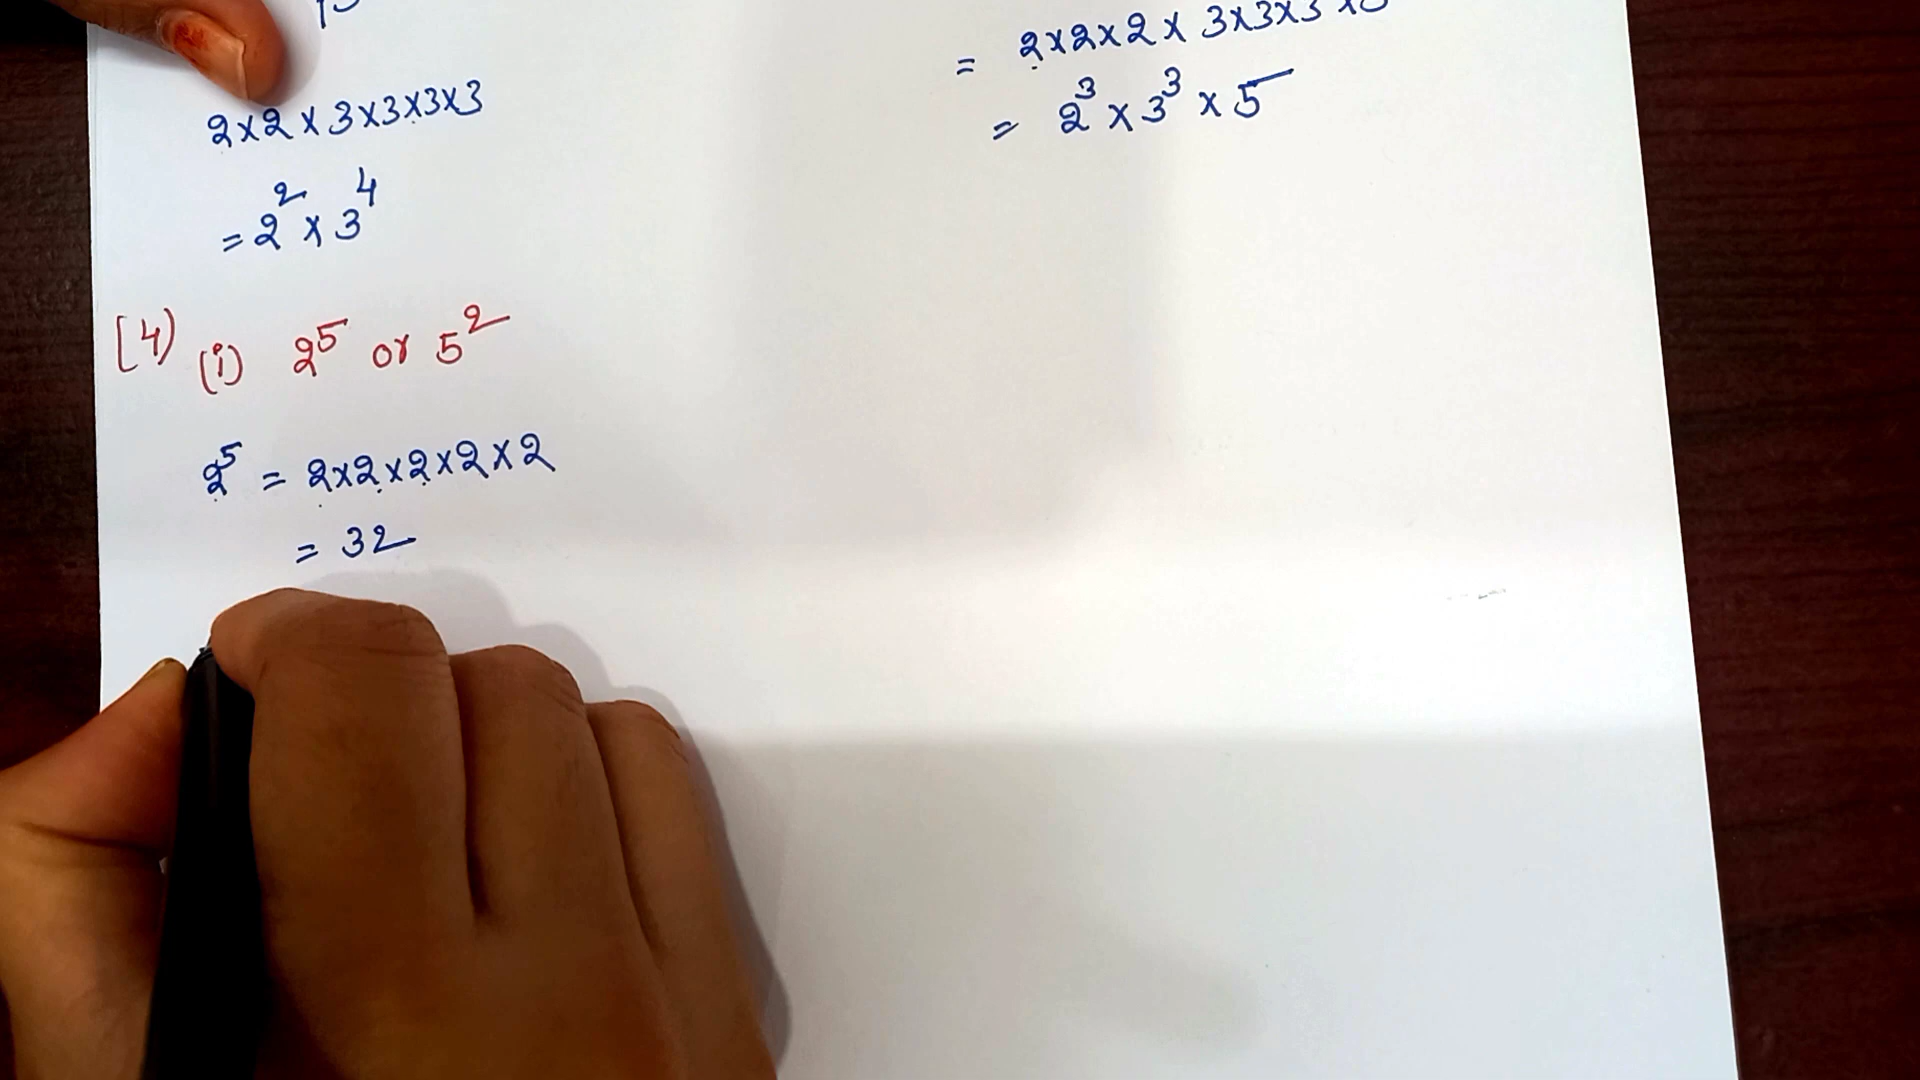 2×2×3×3×3×3
= 2² × 3⁴
[4) (i) 2⁵ or 5²
2⁵ = 2×2×2×2×2
= 32
= 2×2×2×3×3×3×5
= 2³ × 3³ × 5